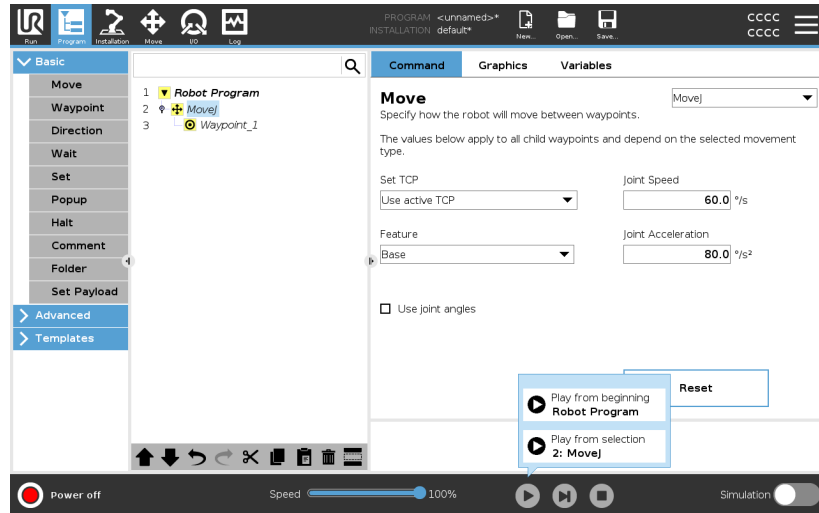 UR
PROGRAM <unnamed>*
INSTALLATION default*
Run Program Installation Move I/O Log
New... Open... Save...
cccc
cccc
Basic
Move
Waypoint
Direction
Wait
Set
Popup
Halt
Comment
Folder
Set Payload
Advanced
Templates
1 Robot Program
2 MoveJ
3 Waypoint_1
Command Graphics Variables
Move
MoveJ
Specify how the robot will move between waypoints.
The values below apply to all child waypoints and depend on the selected movement
type.
Set TCP
Joint Speed
Use active TCP
60.0 °/s
Feature
Joint Acceleration
Base
80.0 °/s²
Use joint angles
Reset
Play from beginning
Robot Program
Play from selection
2: MoveJ
Power off
Speed
100%
Simulation